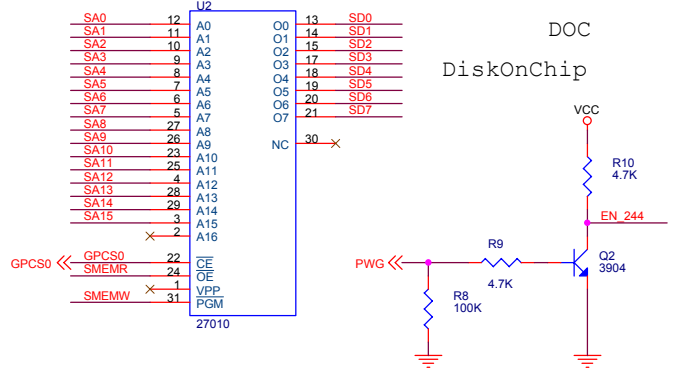 U2
SA0 12 A0 O0 13 SD0
SA1 11 A1 O1 14 SD1
SA2 10 A2 O2 15 SD2
SA3 9 A3 O3 17 SD3
SA4 8 A4 O4 18 SD4
SA5 7 A5 O5 19 SD5
SA6 6 A6 O6 20 SD6
SA7 5 A7 O7 21 SD7
SA8 27 A8
SA9 26 A9 NC 30
SA10 23 A10
SA11 25 A11
SA12 4 A12
SA13 28 A13
SA14 29 A14
SA15 3 A15
2 A16
GPCS0 GPCS0 22 CE
SMEMR 24 OE
1 VPP
SMEMW 31 PGM
27010
DOC
DiskOnChip
VCC
R10
4.7K
EN_244
PWG
R9
4.7K
Q2
3904
R8
100K